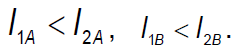 I₁A < I₂A, I₁B < I₂B.